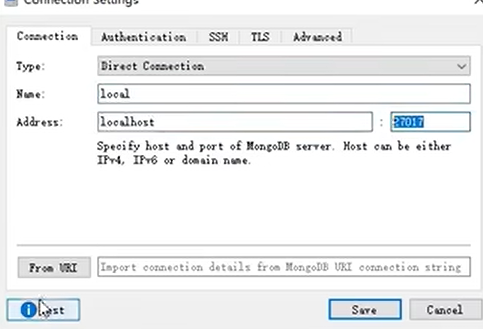 Connection Settings
Connection Authentication SSH TLS Advanced
Type: Direct Connection
Name: local
Address: localhost : 27017
Specify host and port of MongoDB server. Host can be either
IPv4, IPv6 or domain name.
From URI Import connection details from MongoDB URI connection string
Save Cancel